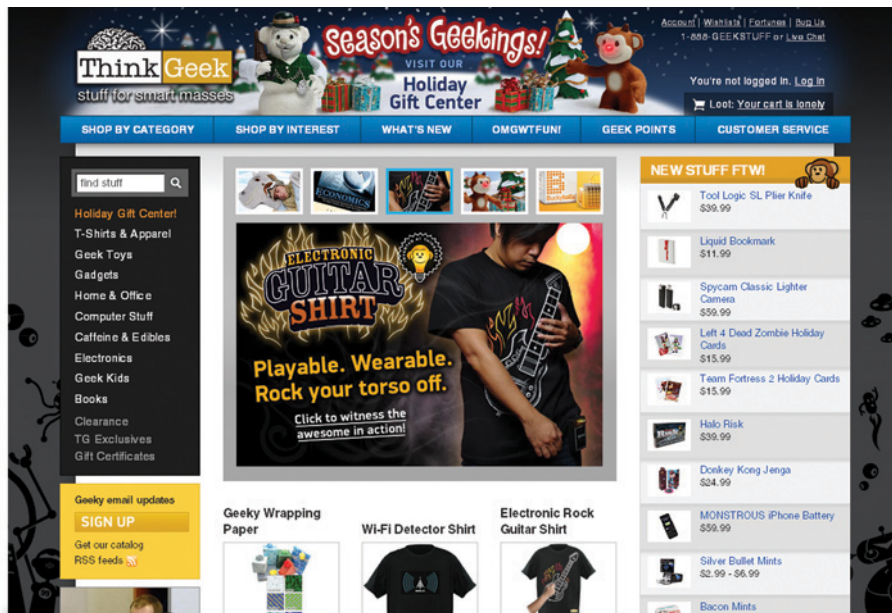 Account | Wishlists | Fortunes | Bug Us
1-888-GEEKSTUFF or Live Chat
Season's Geekings!
VISIT OUR
Holiday
Gift Center
ThinkGeek
stuff for smart masses
You're not logged in. Log In
Loot: Your cart is lonely
SHOP BY CATEGORY
SHOP BY INTEREST
WHAT'S NEW
OMGWTFUN!
GEEK POINTS
CUSTOMER SERVICE
find stuff
Holiday Gift Center!
T-Shirts & Apparel
Geek Toys
Gadgets
Home & Office
Computer Stuff
Caffeine & Edibles
Electronics
Geek Kids
Books
Clearance
TG Exclusives
Gift Certificates
Geeky email updates
SIGN UP
Get our catalog
RSS feeds
ECONOMICS
Buckyballs
ELECTRONIC
GUITAR
SHIRT
Playable. Wearable.
Rock your torso off.
Click to witness the
awesome in action!
Geeky Wrapping
Paper
Wi-Fi Detector Shirt
Electronic Rock
Guitar Shirt
NEW STUFF FTW!
Tool Logic SL Plier Knife
$39.99
Liquid Bookmark
$11.99
Spycam Classic Lighter
Camera
$59.99
Left 4 Dead Zombie Holiday
Cards
$15.99
Team Fortress 2 Holiday Cards
$15.99
Halo Risk
$39.99
Donkey Kong Jenga
$24.99
MONSTROUS iPhone Battery
$59.99
Silver Bullet Mints
$2.99 - $6.99
Bacon Mints